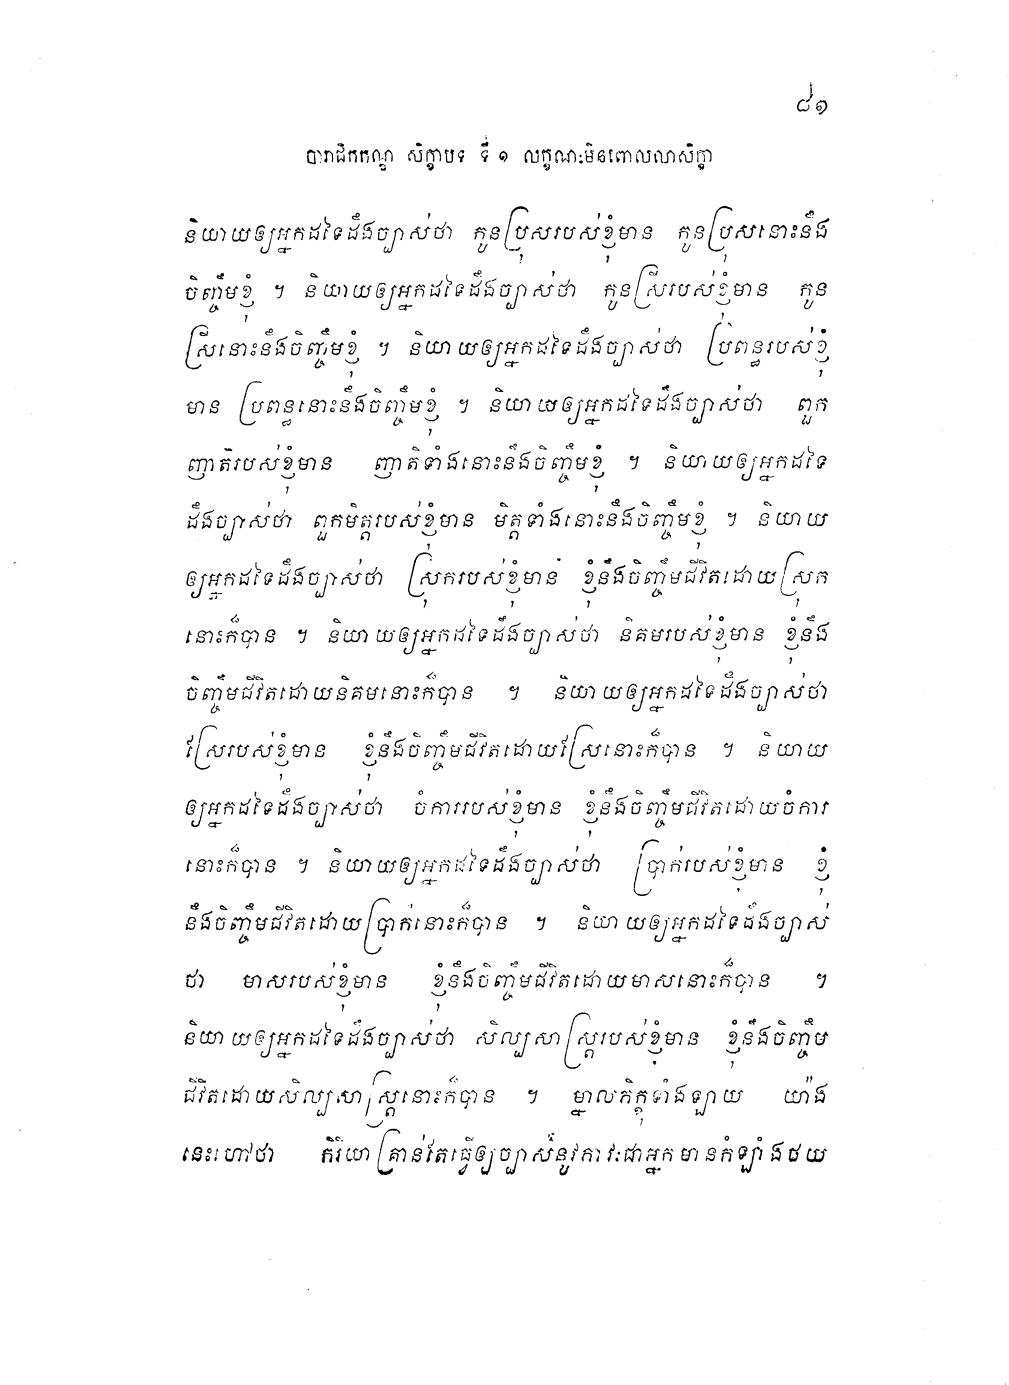 ៨១
បារាជិកកណ្ឌ សិក្ខាបទ ទី ១ លក្ខណៈមិនពោលលាសិក្ខា
និយាយឲ្យអ្នកដទៃដឹងច្បាស់ថា កូនប្រុសរបស់ខ្ញុំមាន កូនប្រុសនោះនឹង
ចិញ្ចឹមខ្ញុំ ។ និយាយឲ្យអ្នកដទៃដឹងច្បាស់ថា កូនស្រីរបស់ខ្ញុំមាន កូន
ស្រីនោះនឹងចិញ្ចឹមខ្ញុំ ។ និយាយឲ្យអ្នកដទៃដឹងច្បាស់ថា ប្រពន្ធរបស់ខ្ញុំ
មាន ប្រពន្ធនោះនឹងចិញ្ចឹមខ្ញុំ ។ និយាយឲ្យអ្នកដទៃដឹងច្បាស់ថា ពួក
ញាតិរបស់ខ្ញុំមាន ញាតិទាំងនោះនឹងចិញ្ចឹមខ្ញុំ ។ និយាយឲ្យអ្នកដទៃ
ដឹងច្បាស់ថា ពួកមិត្តរបស់ខ្ញុំមាន មិត្តទាំងនោះនឹងចិញ្ចឹមខ្ញុំ ។ និយាយ
ឲ្យអ្នកដទៃដឹងច្បាស់ថា ស្រុករបស់ខ្ញុំមាន ខ្ញុំនឹងចិញ្ចឹមជីវិតដោយស្រុក
នោះក៏បាន ។ និយាយឲ្យអ្នកដទៃដឹងច្បាស់ថា និគមរបស់ខ្ញុំមាន ខ្ញុំនឹង
ចិញ្ចឹមជីវិតដោយនិគមនោះក៏បាន ។ និយាយឲ្យអ្នកដទៃដឹងច្បាស់ថា
ស្រែរបស់ខ្ញុំមាន ខ្ញុំនឹងចិញ្ចឹមជីវិតដោយស្រែនោះក៏បាន ។ និយាយ
ឲ្យអ្នកដទៃដឹងច្បាស់ថា ចំការរបស់ខ្ញុំមាន ខ្ញុំនឹងចិញ្ចឹមជីវិតដោយចំការ
នោះក៏បាន ។ និយាយឲ្យអ្នកដទៃដឹងច្បាស់ថា ប្រាក់របស់ខ្ញុំមាន ខ្ញុំ
នឹងចិញ្ចឹមជីវិតដោយប្រាក់នោះក៏បាន ។ និយាយឲ្យអ្នកដទៃដឹងច្បាស់
ថា មាសរបស់ខ្ញុំមាន ខ្ញុំនឹងចិញ្ចឹមជីវិតដោយមាសនោះក៏បាន ។
និយាយឲ្យអ្នកដទៃដឹងច្បាស់ថា សិល្បសាស្ត្ររបស់ខ្ញុំមាន ខ្ញុំនឹងចិញ្ចឹម
ជីវិតដោយសិល្បសាស្ត្រនោះក៏បាន ។ ម្នាលភិក្ខុទាំងឡាយ យ៉ាង
នេះហៅថា កិរិយាគ្រាន់តែធ្វើឲ្យច្បាស់នូវភាវៈជាអ្នកមានកំឡាំងថយ